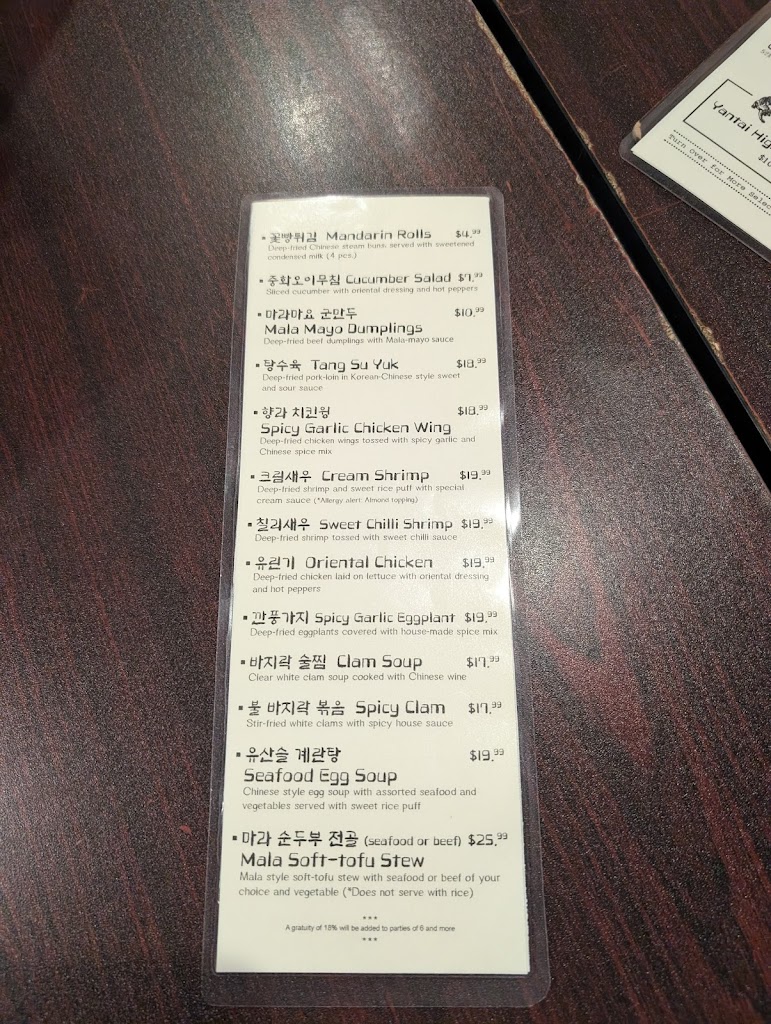 ▪ 꽃빵튀김 Mandarin Rolls $4.99
Deep-fried Chinese steam buns served with sweetened
condensed milk (4 pcs.)
▪ 중화오이무침 Cucumber Salad $7.99
Sliced cucumber with oriental dressing and hot peppers
▪ 마라마요 군만두 $10.99
Mala Mayo Dumplings
Deep-fried beef dumplings with Mala-mayo sauce
▪ 탕수육 Tang Su Yuk $18.99
Deep-fried pork-loin in Korean-Chinese style sweet
and sour sauce
▪ 향라 치킨윙 $18.99
Spicy Garlic Chicken Wing
Deep-fried chicken wings tossed with spicy garlic and
Chinese spice mix
▪ 크림새우 Cream Shrimp $19.99
Deep-fried shrimp and sweet rice puff with special
cream sauce (*Allergy alert: Almond topping)
▪ 칠리새우 Sweet Chilli Shrimp $19.99
Deep-fried shrimp tossed with sweet chilli sauce
▪ 유린기 Oriental Chicken $19.99
Deep-fried chicken laid on lettuce with oriental dressing
and hot peppers
▪ 깐풍가지 Spicy Garlic Eggplant $19.99
Deep-fried eggplants covered with house-made spice mix
▪ 바지락 술찜 Clam Soup $17.99
Clear white clam soup cooked with Chinese wine
▪ 불 바지락 볶음 Spicy Clam $17.99
Stir-fried white clams with spicy house sauce
▪ 유산슬 계란탕 $19.99
Seafood Egg Soup
Chinese style egg soup with assorted seafood and
vegetables served with sweet rice puff
▪ 마라 순두부 전골 (seafood or beef) $25.99
Mala Soft-tofu Stew
Mala style soft-tofu stew with seafood or beef of your
choice and vegetable (*Does not serve with rice)
***
A gratuity of 18% will be added to parties of 6 and more
***
Yantai
Turn over for More